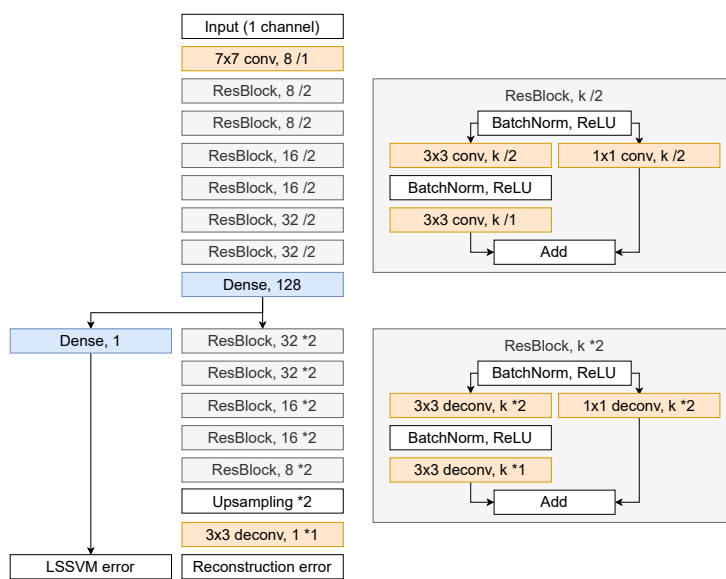 Input (1 channel)
7x7 conv, 8 /1
ResBlock, 8 /2
ResBlock, 8 /2
ResBlock, 16 /2
ResBlock, 16 /2
ResBlock, 32 /2
ResBlock, 32 /2
Dense, 128
Dense, 1
LSSVM error
ResBlock, 32 *2
ResBlock, 32 *2
ResBlock, 16 *2
ResBlock, 16 *2
ResBlock, 8 *2
Upsampling *2
3x3 deconv, 1 *1
Reconstruction error
ResBlock, k /2
BatchNorm, ReLU
3x3 conv, k /2
1x1 conv, k /2
BatchNorm, ReLU
3x3 conv, k /1
Add
ResBlock, k *2
BatchNorm, ReLU
3x3 deconv, k *2
1x1 deconv, k *2
BatchNorm, ReLU
3x3 deconv, k *1
Add